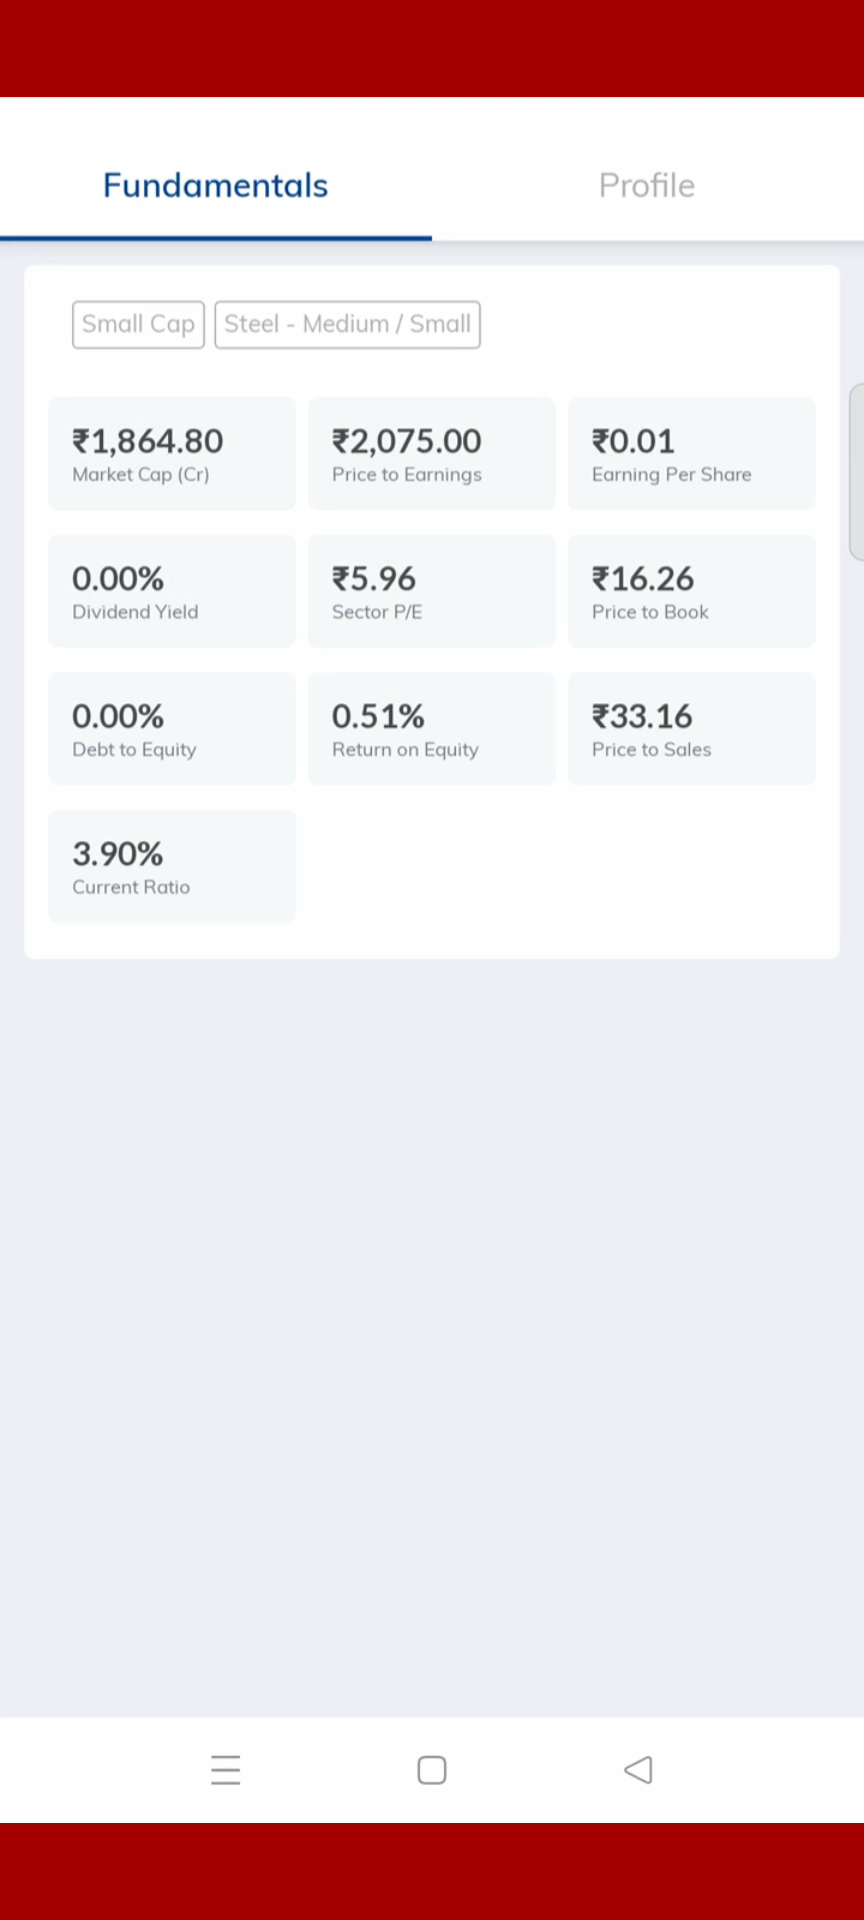 Fundamentals
Profile
Small Cap
Steel - Medium / Small
₹1,864.80
Market Cap (Cr)
₹2,075.00
Price to Earnings
₹0.01
Earning Per Share
0.00%
Dividend Yield
₹5.96
Sector P/E
₹16.26
Price to Book
0.00%
Debt to Equity
0.51%
Return on Equity
₹33.16
Price to Sales
3.90%
Current Ratio